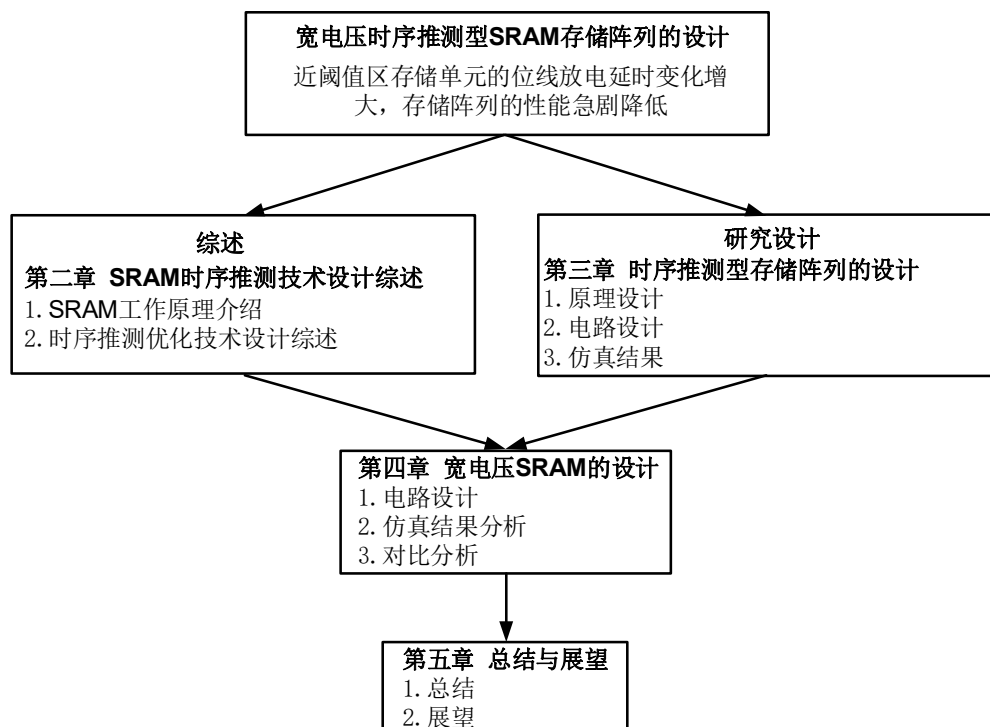 宽电压时序推测型SRAM存储阵列的设计
近阈值区存储单元的位线放电延时变化增
大，存储阵列的性能急剧降低
综述
第二章 SRAM时序推测技术设计综述
1. SRAM工作原理介绍
2. 时序推测优化技术设计综述
研究设计
第三章 时序推测型存储阵列的设计
1. 原理设计
2. 电路设计
3. 仿真结果
第四章 宽电压SRAM的设计
1. 电路设计
2. 仿真结果分析
3. 对比分析
第五章 总结与展望
1. 总结
2. 展望